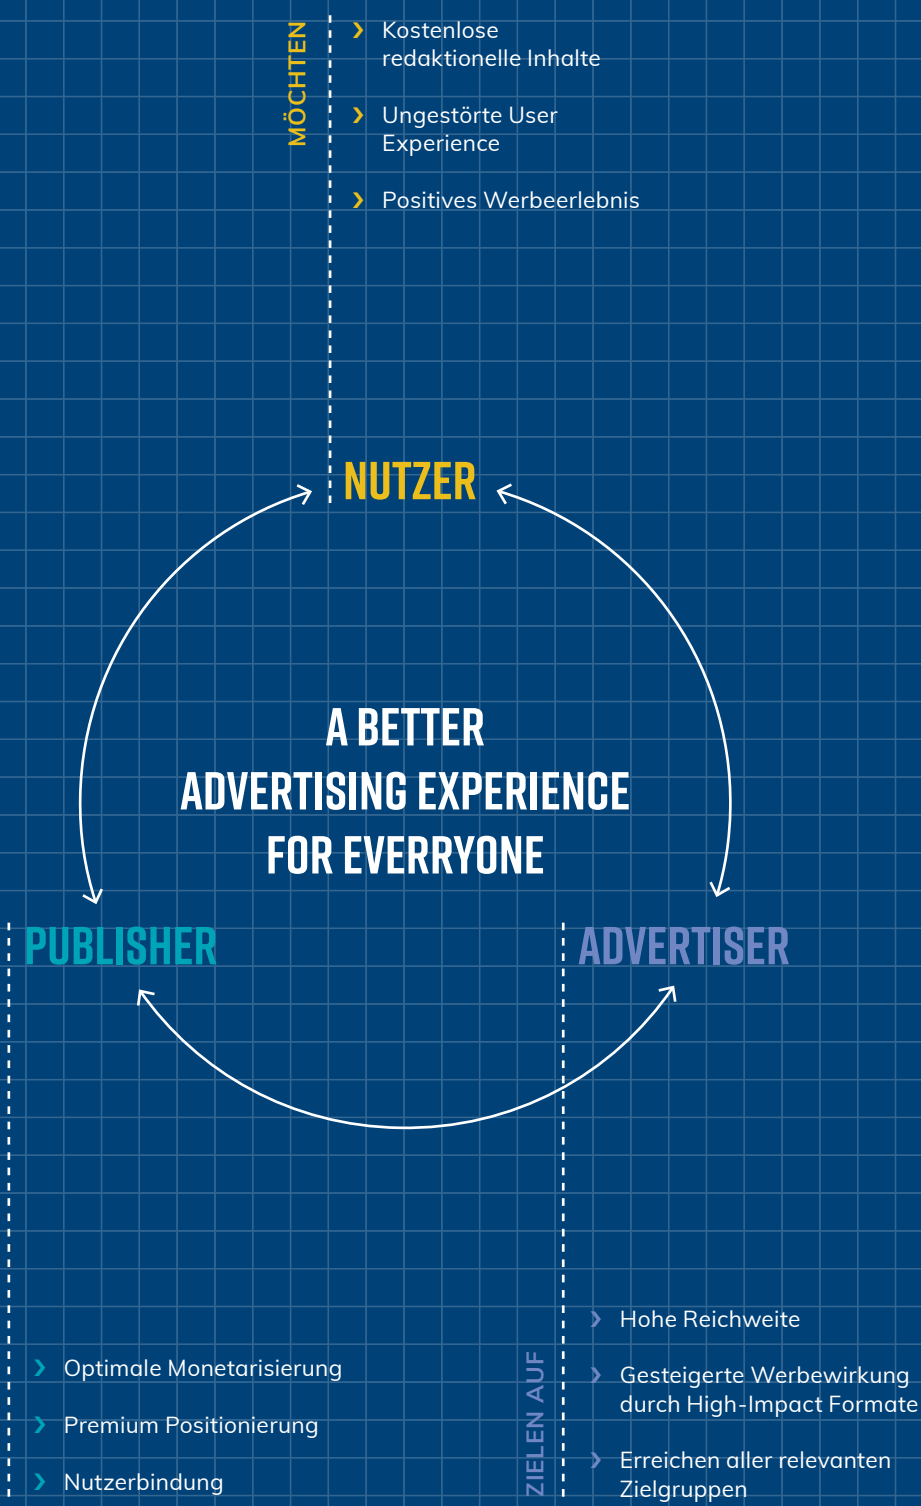 MÖCHTEN
Kostenlose
redaktionelle Inhalte
Ungestörte User
Experience
Positives Werbeerlebnis
NUTZER
A BETTER
ADVERTISING EXPERIENCE
FOR EVERRYONE
PUBLISHER
ADVERTISER
Optimale Monetarisierung
Premium Positionierung
Nutzerbindung
ZIELEN AUF
Hohe Reichweite
Gesteigerte Werbewirkung
durch High-Impact Formate
Erreichen aller relevanten
Zielgruppen